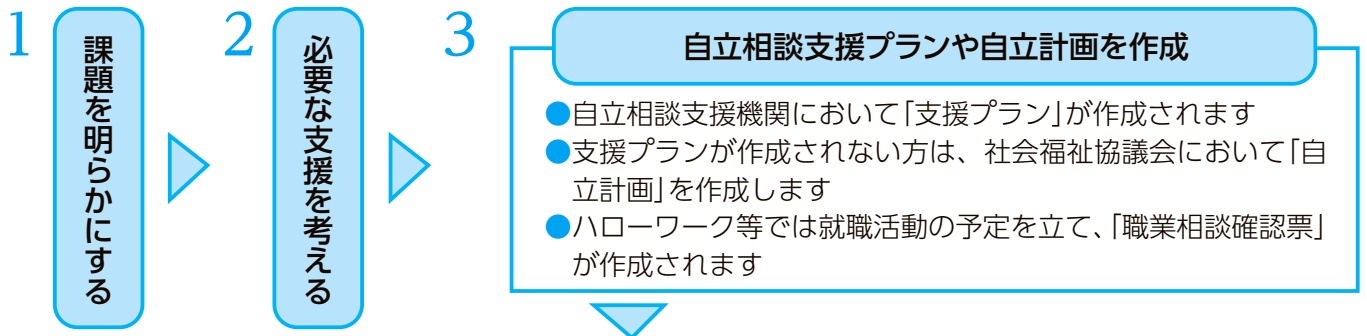 1
課題を明らかにする
2
必要な支援を考える
3
自立相談支援プランや自立計画を作成
●自立相談支援機関において「支援プラン」が作成されます
●支援プランが作成されない方は、社会福祉協議会において「自
立計画」を作成します
●ハローワーク等では就職活動の予定を立て、「職業相談確認票」
が作成されます